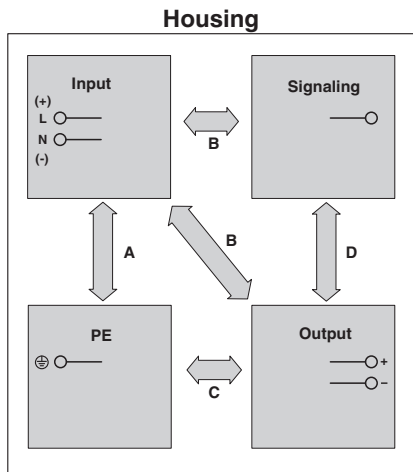 Housing
Input
(+)
L
N
(-)
Signaling
B
A
B
D
PE
Output
+
−
C